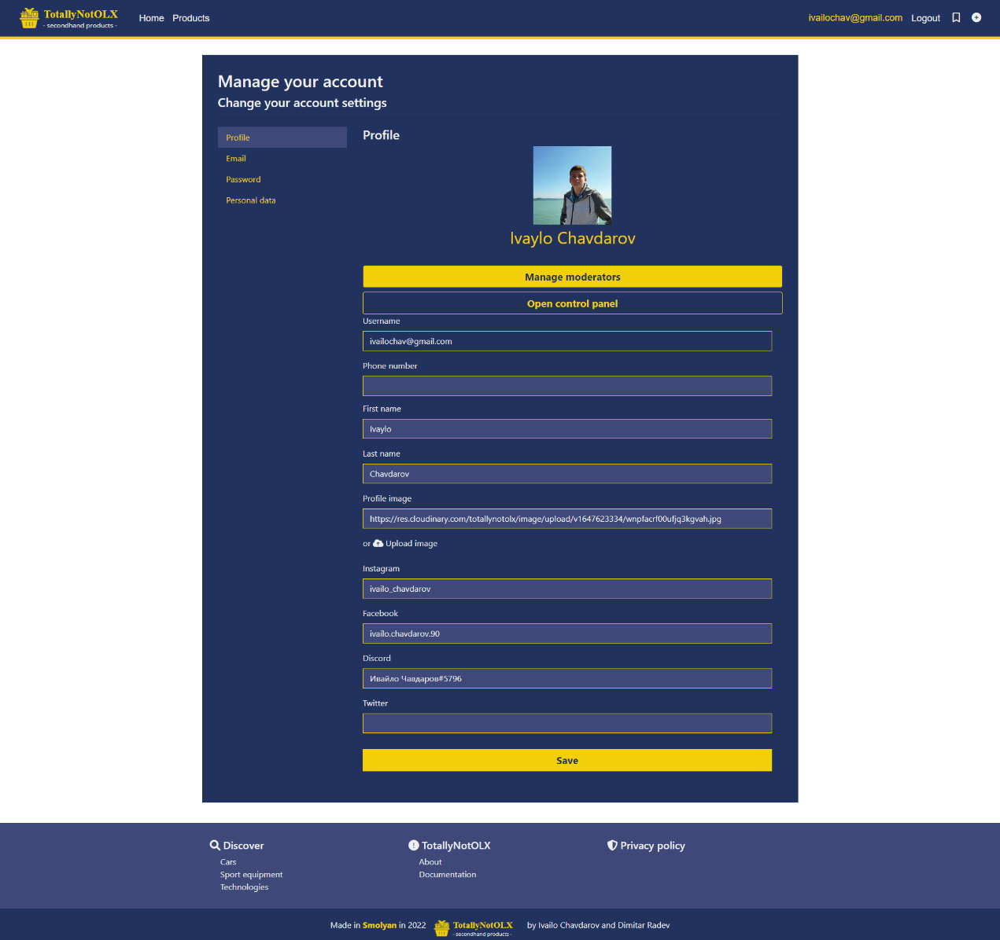 TotallyNotOLX
- secondhand products -
Home Products
ivailochav@gmail.com Logout
Manage your account
Change your account settings
Profile
Email
Password
Personal data
Profile
Ivaylo Chavdarov
Manage moderators
Open control panel
Username
ivailochav@gmail.com
Phone number
First name
Ivaylo
Last name
Chavdarov
Profile image
https://res.cloudinary.com/totallynotolx/image/upload/v1647623334/wnpfacrf00ufjq3kgvah.jpg
or Upload image
Instagram
ivailo_chavdarov
Facebook
ivailo.chavdarov.90
Discord
Ивайло Чавдаров#5796
Twitter
Save
Discover
Cars
Sport equipment
Technologies
TotallyNotOLX
About
Documentation
Privacy policy
Made in Smolyan in 2022 TotallyNotOLX by Ivailo Chavdarov and Dimitar Radev
- secondhand products -